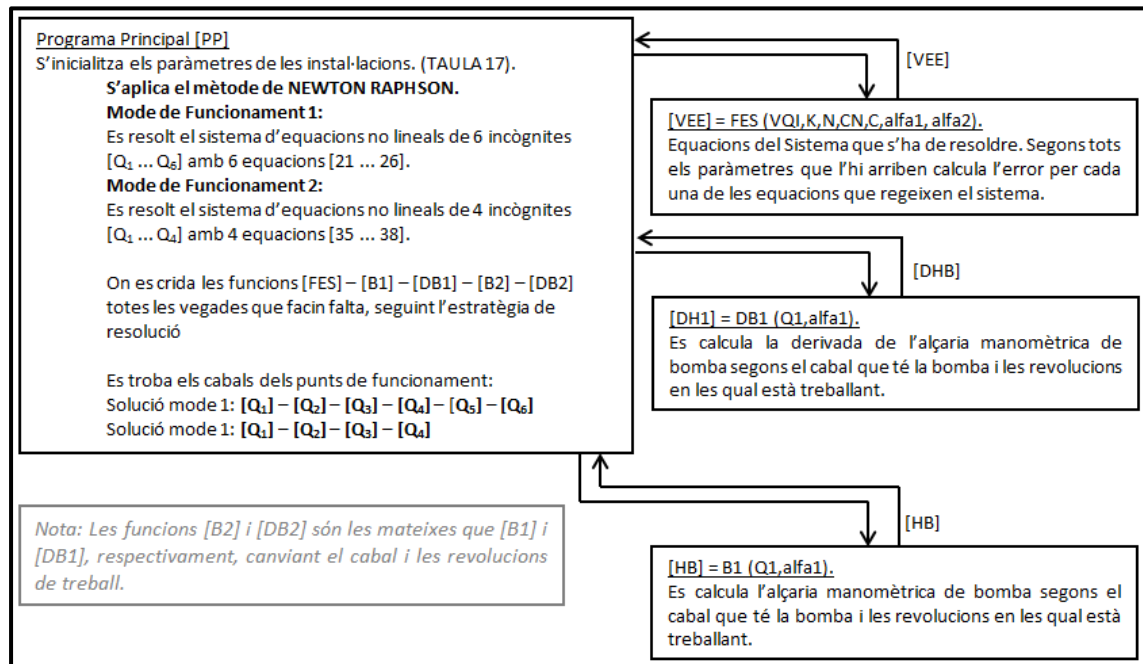 Programa Principal [PP]
S'inicialitza els paràmetres de les instal·lacions. (TAULA 17).
S'aplica el mètode de NEWTON RAPHSON.
Mode de Funcionament 1:
Es resolt el sistema d'equacions no lineals de 6 incògnites
[Q₁ ... Q₆] amb 6 equacions [21 ... 26].
Mode de Funcionament 2:
Es resolt el sistema d'equacions no lineals de 4 incògnites
[Q₁ ... Q₄] amb 4 equacions [35 ... 38].
On es crida les funcions [FES] – [B1] – [DB1] – [B2] – [DB2]
totes les vegades que facin falta, seguint l'estratègia de
resolució
Es troba els cabals dels punts de funcionament:
Solució mode 1: [Q₁] – [Q₂] – [Q₃] – [Q₄] – [Q₅] – [Q₆]
Solució mode 1: [Q₁] – [Q₂] – [Q₃] – [Q₄]
[VEE]
[VEE] = FES (VQI,K,N,CN,C,alfa1, alfa2).
Equacions del Sistema que s'ha de resoldre. Segons tots
els paràmetres que l'hi arriben calcula l'error per cada
una de les equacions que regeixen el sistema.
[DHB]
[DH1] = DB1 (Q1,alfa1).
Es calcula la derivada de l'alçaria manomètrica de
bomba segons el cabal que té la bomba i les revolucions
en les qual està treballant.
[HB]
[HB] = B1 (Q1,alfa1).
Es calcula l'alçaria manomètrica de bomba segons el
cabal que té la bomba i les revolucions en les qual està
treballant.
Nota: Les funcions [B2] i [DB2] són les mateixes que [B1] i
[DB1], respectivament, canviant el cabal i les revolucions
de treball.